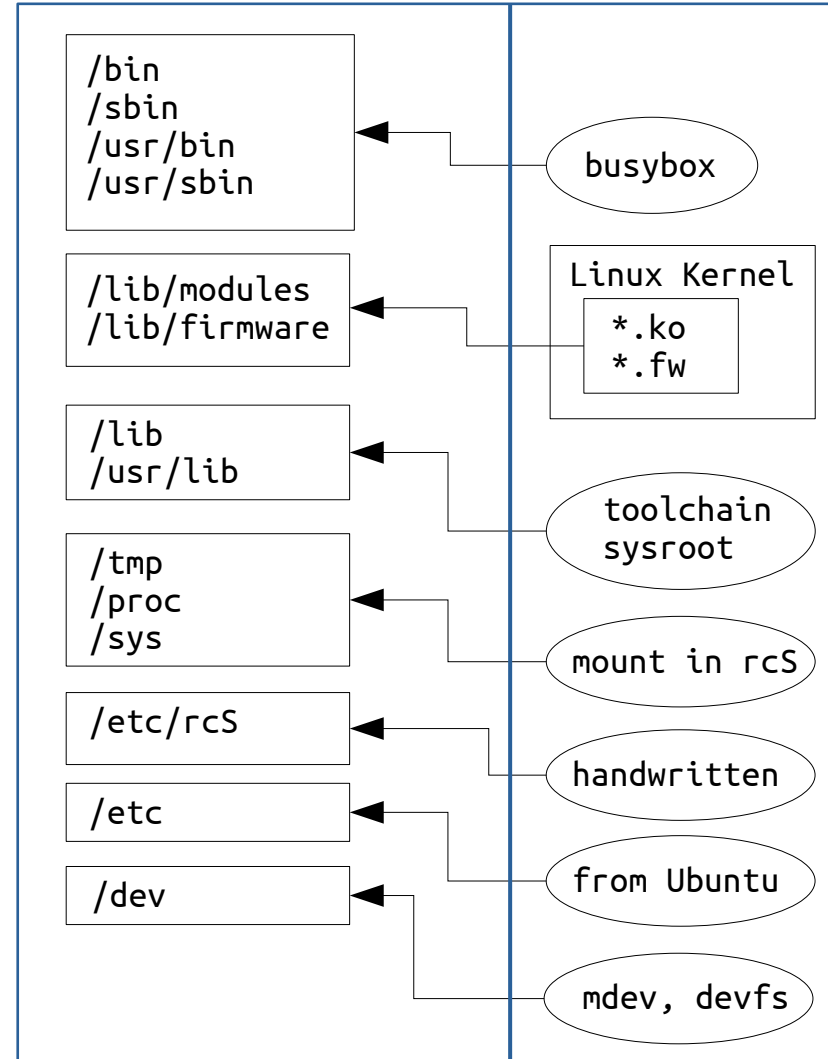 /bin
/sbin
/usr/bin
/usr/sbin
busybox
/lib/modules
/lib/firmware
Linux Kernel
*.ko
*.fw
/lib
/usr/lib
toolchain
sysroot
/tmp
/proc
/sys
mount in rcS
/etc/rcS
handwritten
/etc
from Ubuntu
/dev
mdev, devfs